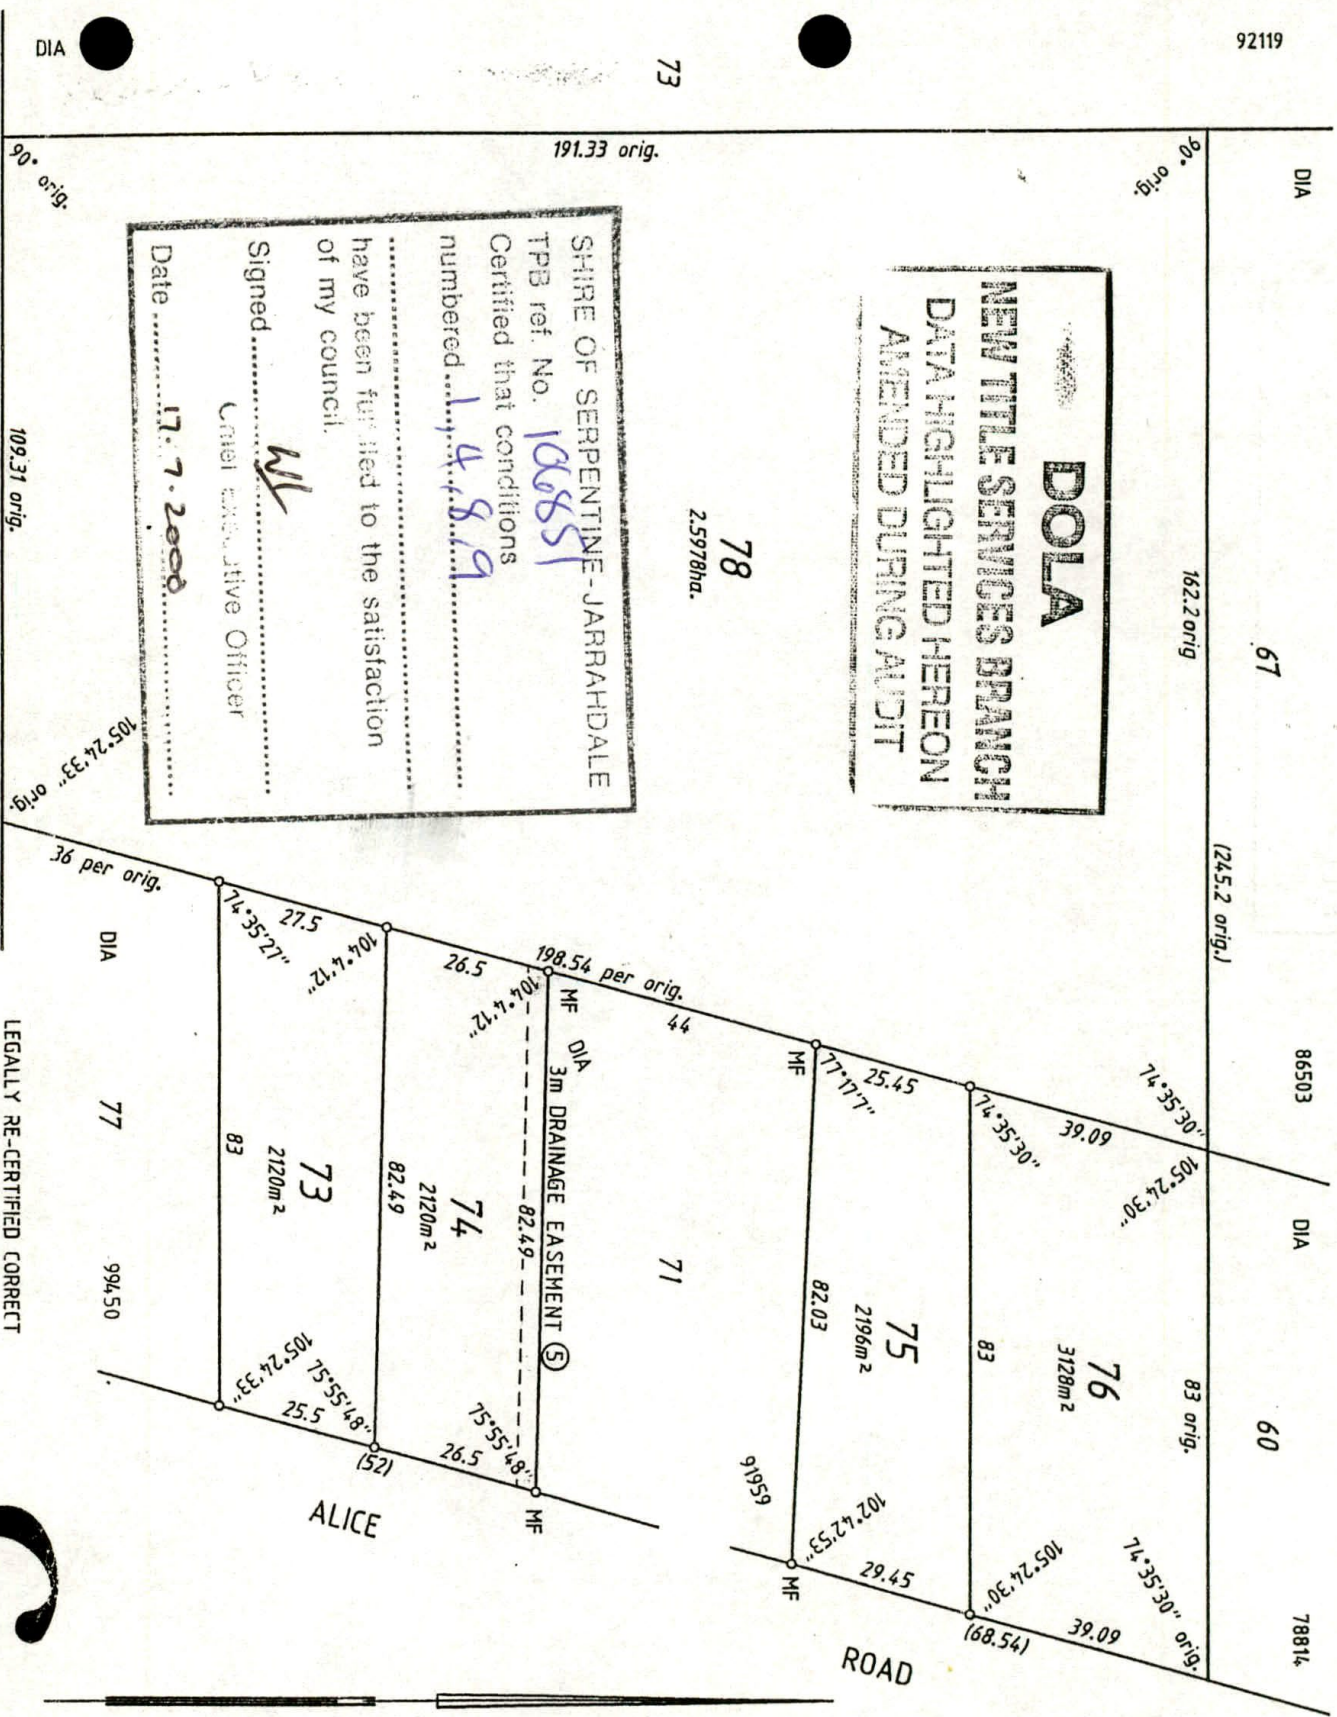 92119
DIA
73
DIA
67
86503
DIA
60
78814
90° orig.
162.2 orig
(245.2 orig.)
83 orig.
191.33 orig.
90° orig.
109.31 orig.
105°24'33" orig.
DOLA
NEW TITLE SERVICES BRANCH
DATA HIGHLIGHTED HEREON
AMENDED DURING AUDIT
78
2.5978ha.
SHIRE OF SERPENTINE-JARRAHDALE
TPB ref. No. 106851
Certified that conditions
numbered 1,4,8,9
have been ful lled to the satisfaction
of my council.
Signed
utive Officer
Date 17.7.2000
74°35'30"
105°24'30"
39.09
76
3128m²
74°35'30" orig.
39.09
74°35'30"
83
105°24'30"
(68.54)
25.45
77°17'7"
MF
75
2196m²
82.03
102°42'53"
29.45
MF
91959
ROAD
198.54 per orig.
44
71
MF
DIA
3m DRAINAGE EASEMENT 5
82.49
104°4'12"
26.5
74
2120m²
75°55'48"
26.5
MF
82.49
104°4'12"
27.5
73
2120m²
75°55'48"
(52)
25.5
ALICE
74°35'27"
83
105°24'33"
36 per orig.
DIA
77
99450
LEGALLY RE-CERTIFIED CORRECT